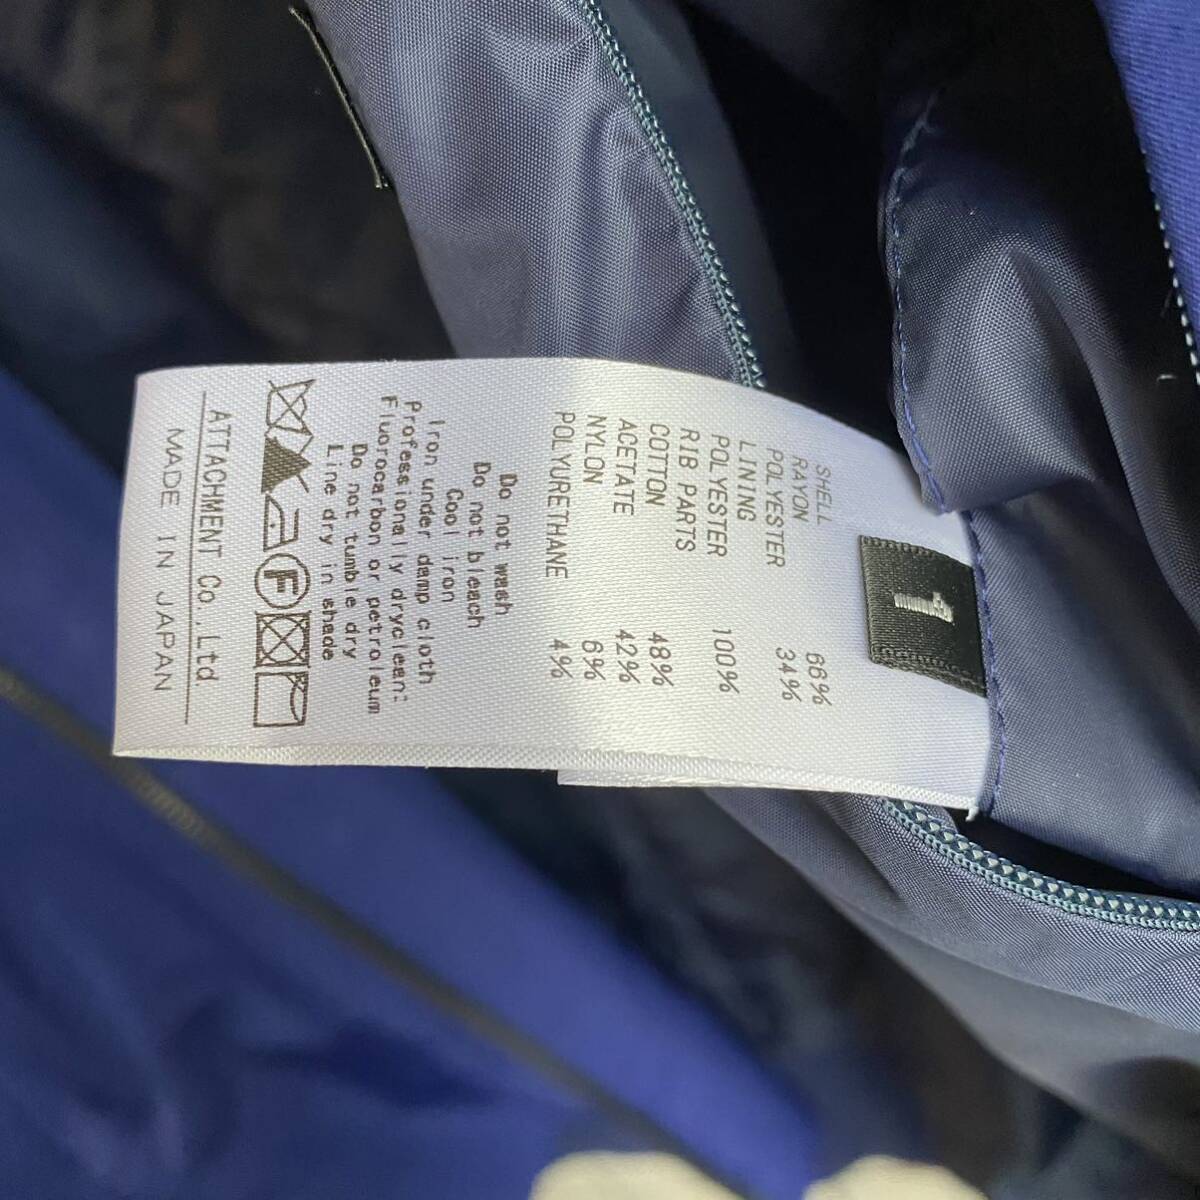 1
SHELL
RAYON 66%
POLYESTER 34%
LINING
POLYESTER 100%
RIB PARTS
COTTON 48%
ACETATE 42%
NYLON 6%
POLYURETHANE 4%
Do not wash
Do not bleach
Cool iron
Iron under damp cloth
Professionally dryclean:
Fluorocarbon or petroleum
Do not tumble dry
Line dry in shade
F
ATTACHMENT Co.,Ltd.
MADE IN JAPAN